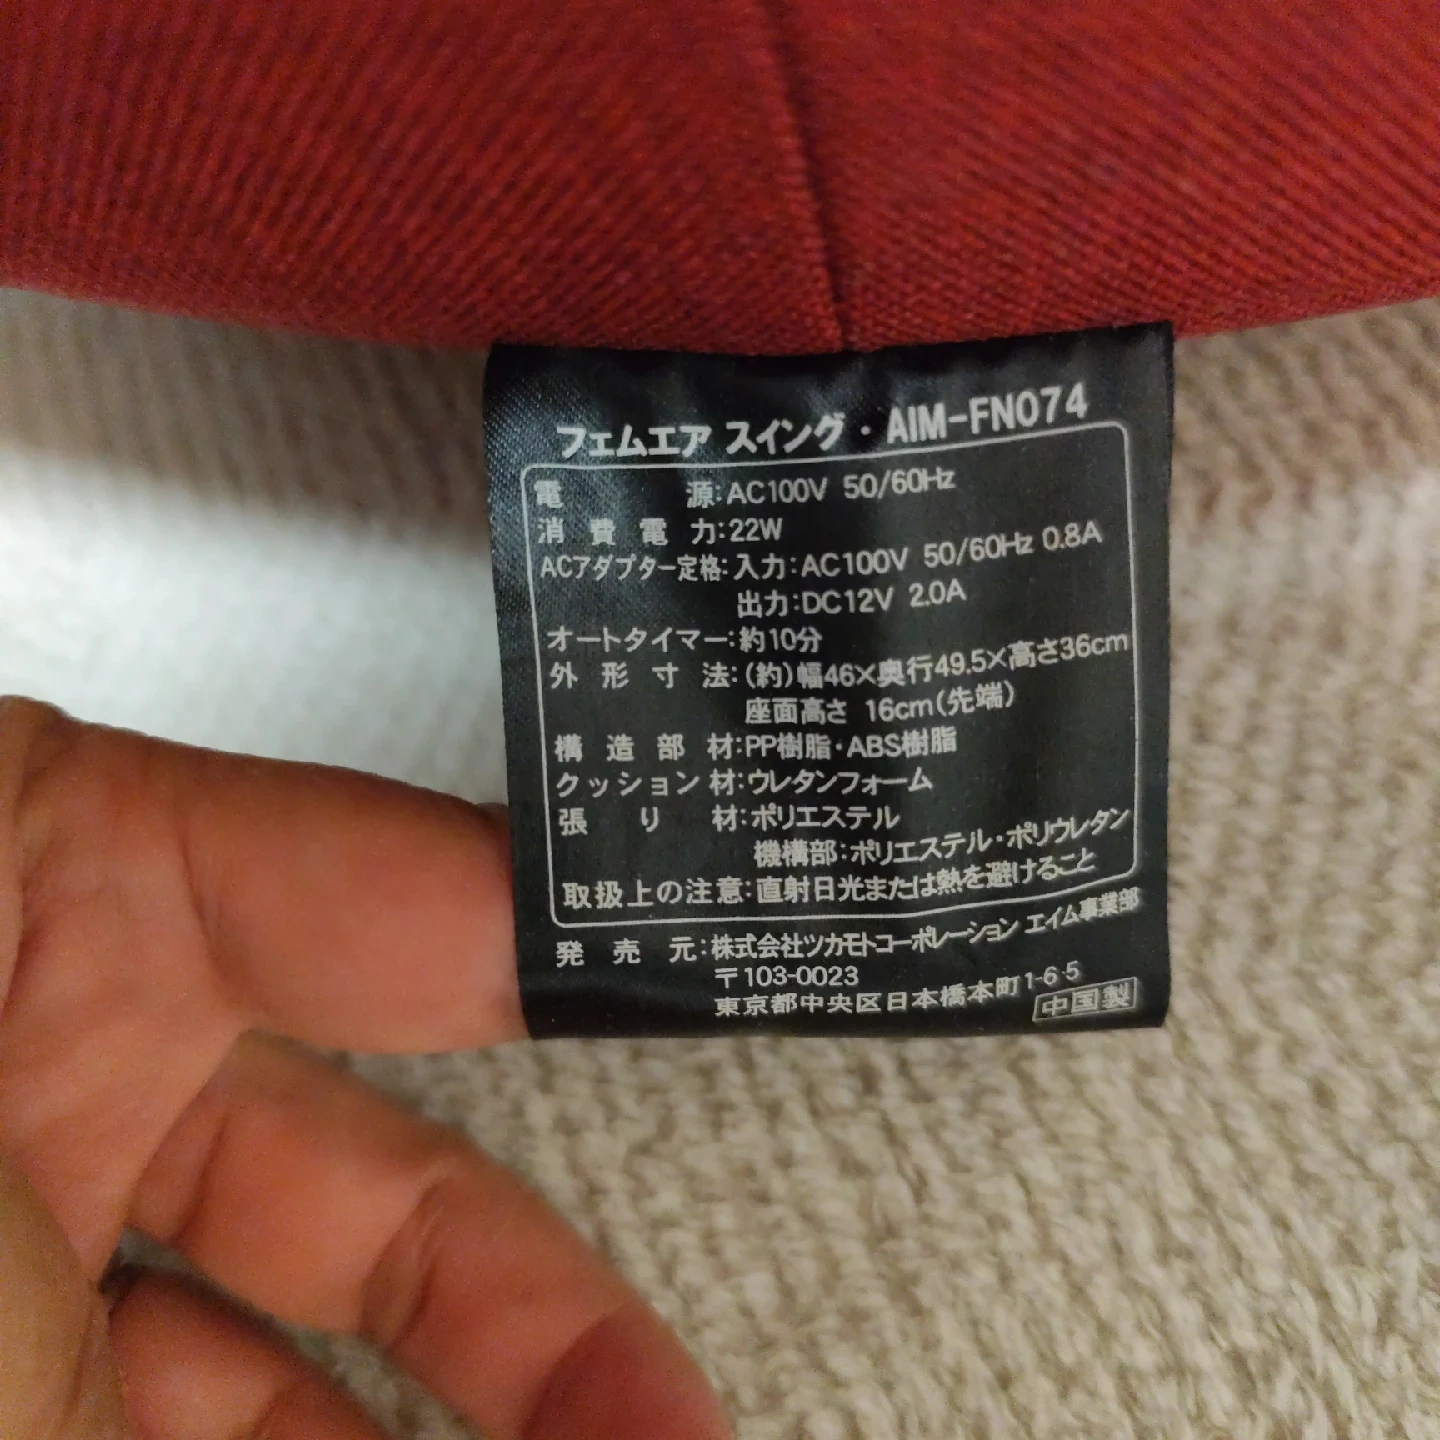 フェムエア スイング・AIM-FN074
電源:AC100V 50/60Hz
消費電力:22W
ACアダプター定格:入力:AC100V 50/60Hz 0.8A
出力:DC12V 2.0A
オートタイマー:約10分
外形寸法:(約)幅46×奥行49.5×高さ36cm
座面高さ 16cm(先端)
構造部材:PP樹脂・ABS樹脂
クッション材:ウレタンフォーム
張り材:ポリエステル
機構部:ポリエステル・ポリウレタン
取扱上の注意:直射日光または熱を避けること
発売元:株式会社ツカモトコーポレーション エイム事業部
〒103-0023
東京都中央区日本橋本町1-6-5
中国製